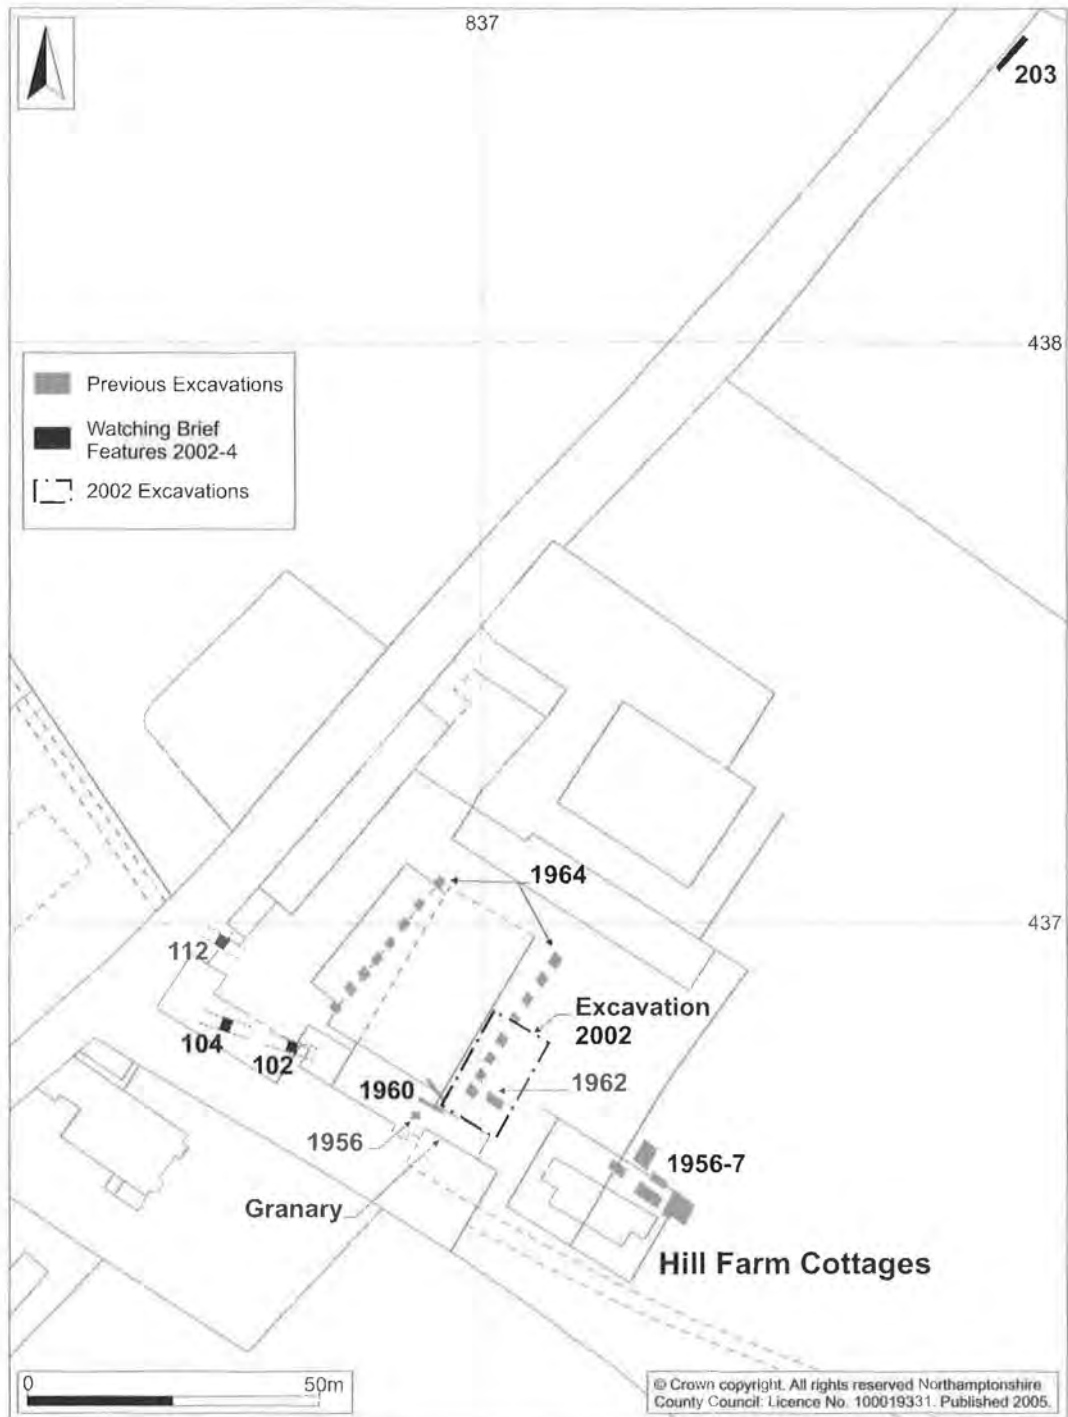 837
203
438
Previous Excavations
Watching Brief
Features 2002-4
2002 Excavations
1964
437
112
Excavation
2002
104
102
1960
1962
1956
1956-7
Granary
Hill Farm Cottages
0 50m
© Crown copyright. All rights reserved Northamptonshire
County Council: Licence No. 100019331. Published 2005.